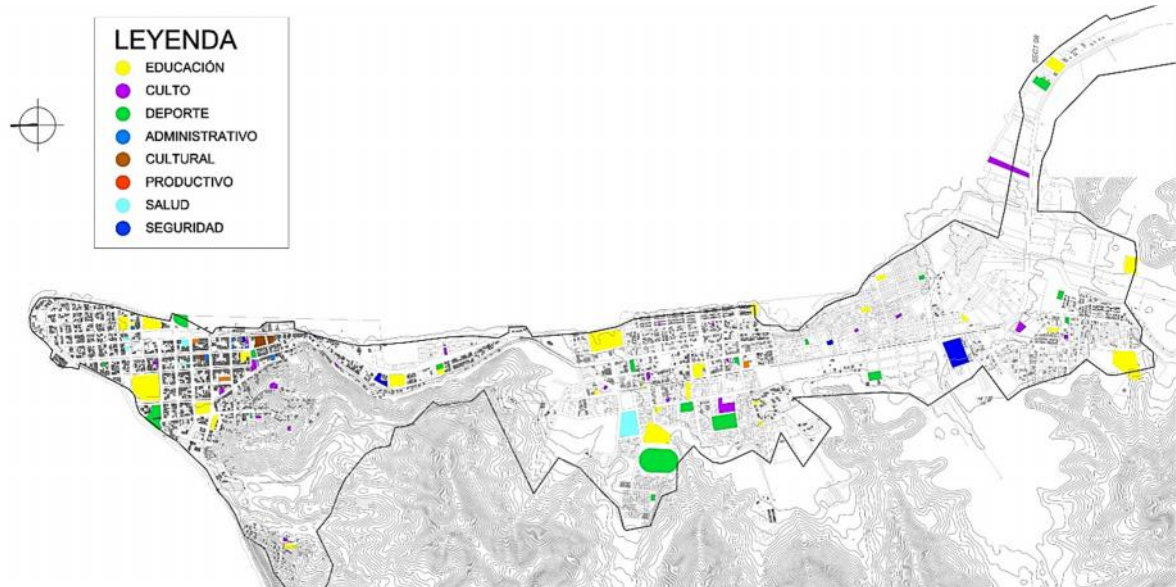 LEYENDA
EDUCACIÓN
CULTO
DEPORTE
ADMINISTRATIVO
CULTURAL
PRODUCTIVO
SALUD
SEGURIDAD